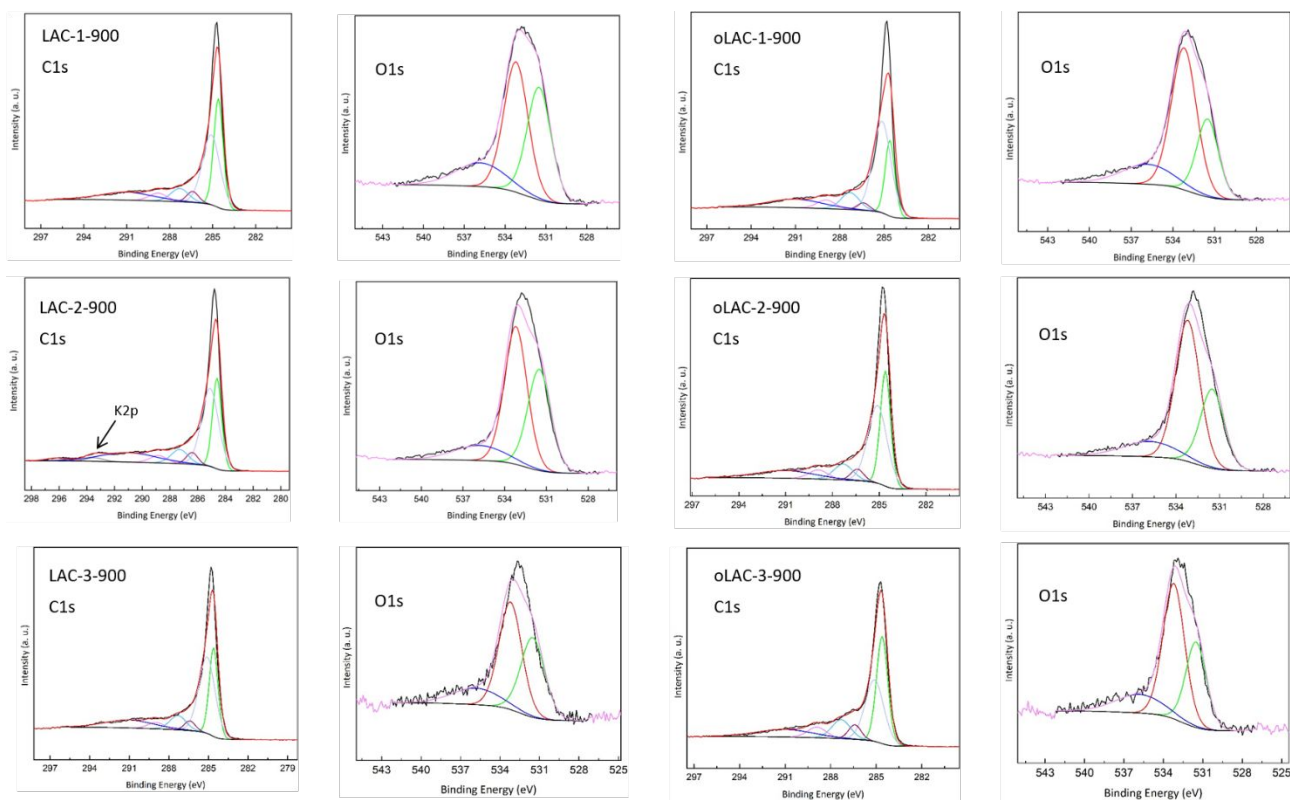 LAC-1-900
C1s
Intensity (a. u.)
297 294 291 288 285 282
Binding Energy (eV)
O1s
Intensity (a. u.)
543 540 537 534 531 528
Binding Energy (eV)
oLAC-1-900
C1s
Intensity (a. u.)
297 294 291 288 285 282
Binding Energy (eV)
O1s
Intensity (a. u.)
543 540 537 534 531 528
Binding Energy (eV)
LAC-2-900
C1s
K2p
Intensity (a. u.)
298 296 294 292 290 288 286 284 282 280
Binding Energy (eV)
O1s
Intensity (a. u.)
543 540 537 534 531 528
Binding Energy (eV)
oLAC-2-900
C1s
Intensity (a. u.)
297 294 291 288 285 282
Binding Energy (eV)
O1s
Intensity (a. u.)
543 540 537 534 531 528
Binding Energy (eV)
LAC-3-900
C1s
Intensity (a. u.)
297 294 291 288 285 282 279
Binding Energy (eV)
O1s
Intensity (a. u.)
543 540 537 534 531 528 525
Binding Energy (eV)
oLAC-3-900
C1s
Intensity (a. u.)
297 294 291 288 285 282
Binding Energy (eV)
O1s
Intensity (a. u.)
543 540 537 534 531 528 525
Binding Energy (eV)